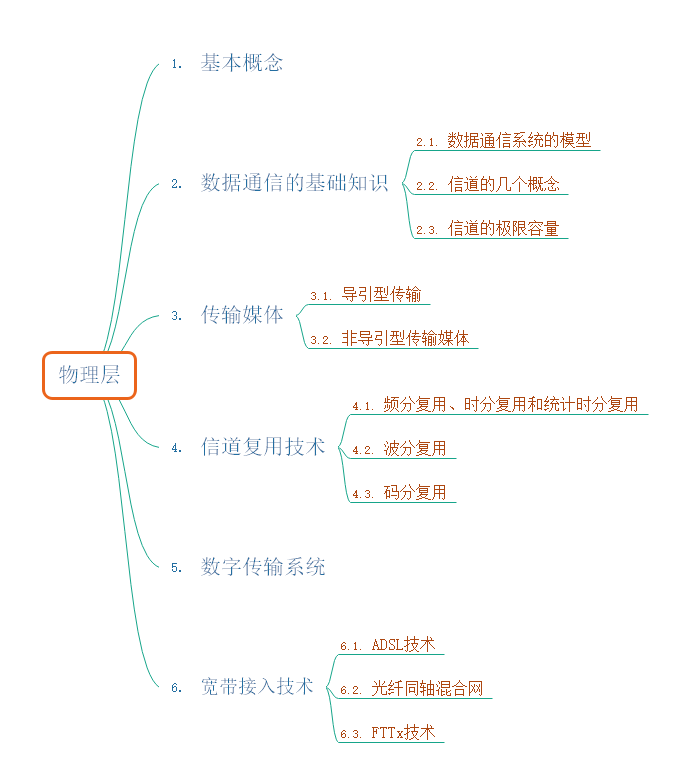 物理层
1. 基本概念
2. 数据通信的基础知识
2.1. 数据通信系统的模型
2.2. 信道的几个概念
2.3. 信道的极限容量
3. 传输媒体
3.1. 导引型传输
3.2. 非导引型传输媒体
4. 信道复用技术
4.1. 频分复用、时分复用和统计时分复用
4.2. 波分复用
4.3. 码分复用
5. 数字传输系统
6. 宽带接入技术
6.1. ADSL技术
6.2. 光纤同轴混合网
6.3. FTTx技术